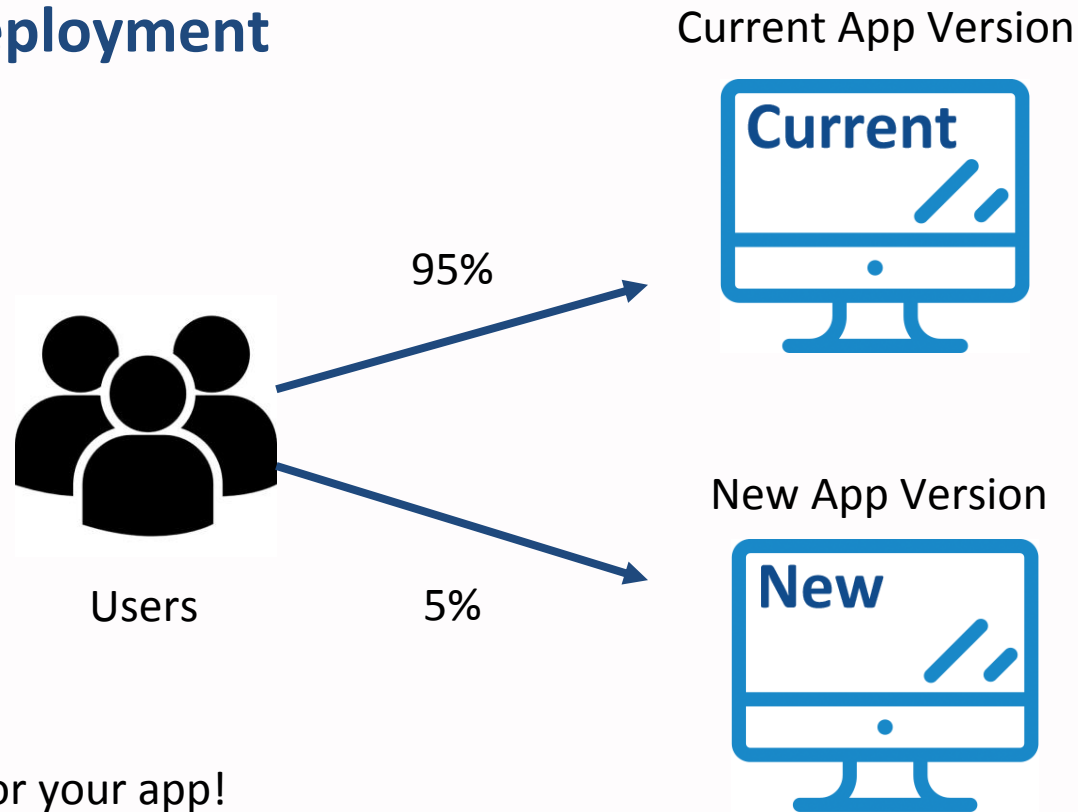 eployment
Current App Version
Current
95%
New App Version
New
Users
5%
or your app!